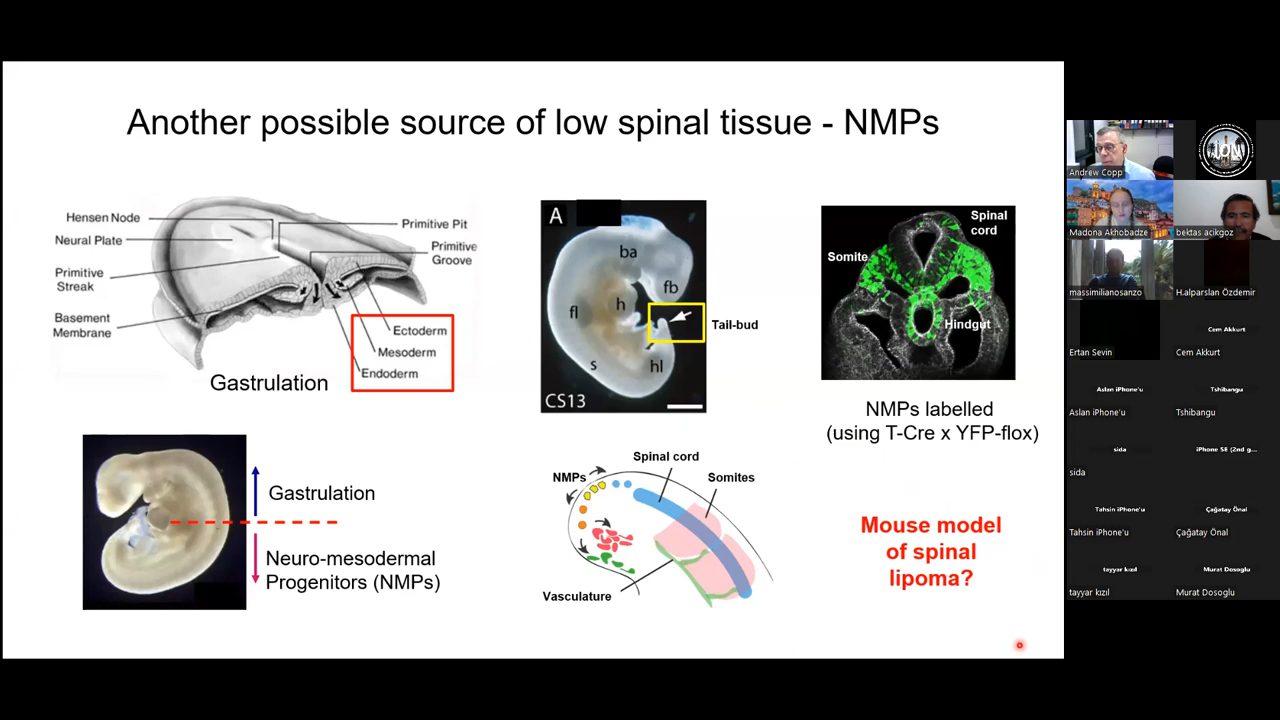 Another possible source of low spinal tissue - NMPs
Hensen Node
Neural Plate
Primitive
Streak
Basement
Membrane
Primitive Pit
Primitive
Groove
Ectoderm
Mesoderm
Endoderm
Gastrulation
A
ba
fb
fl
h
s
hl
CS13
Tail-bud
Spinal
cord
Somite
Hindgut
NMPs labelled
(using T-Cre x YFP-flox)
Gastrulation
Neuro-mesodermal
Progenitors (NMPs)
NMPs
Spinal cord
Somites
Vasculature
Mouse model
of spinal
lipoma?
Andrew Copp
Madona Akhobadze
bektas acikgoz
massimilianosanzo
H.alparslan Özdemir
Ertan Sevin
Cem Akkurt
Cem Akkurt
Aslan iPhone'u
Aslan iPhone'u
Tshibangu
Tshibangu
sida
sida
iPhone SE (2nd g...
Tahsin iPhone'u
Tahsin iPhone'u
Çağatay Önal
Çağatay Önal
tayyar kızıl
tayyar kızıl
Murat Dosoglu
Murat Dosoglu